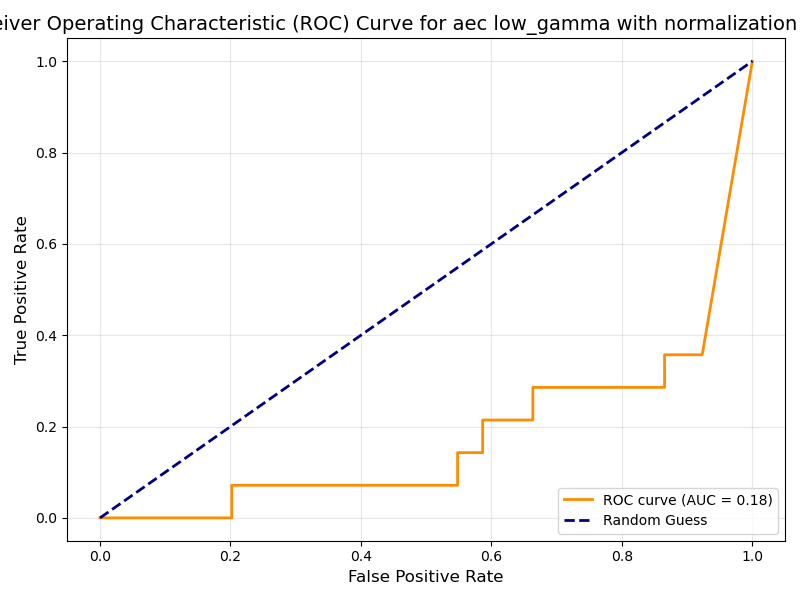 Operating Characteristic (ROC) Curve for aec low_gamma with normalization
1.0
0.8
0.6
0.4
0.2
0.0
True Positive Rate
ROC curve (AUC = 0.18)
Random Guess
0.0 0.2 0.4 0.6 0.8 1.0
False Positive Rate